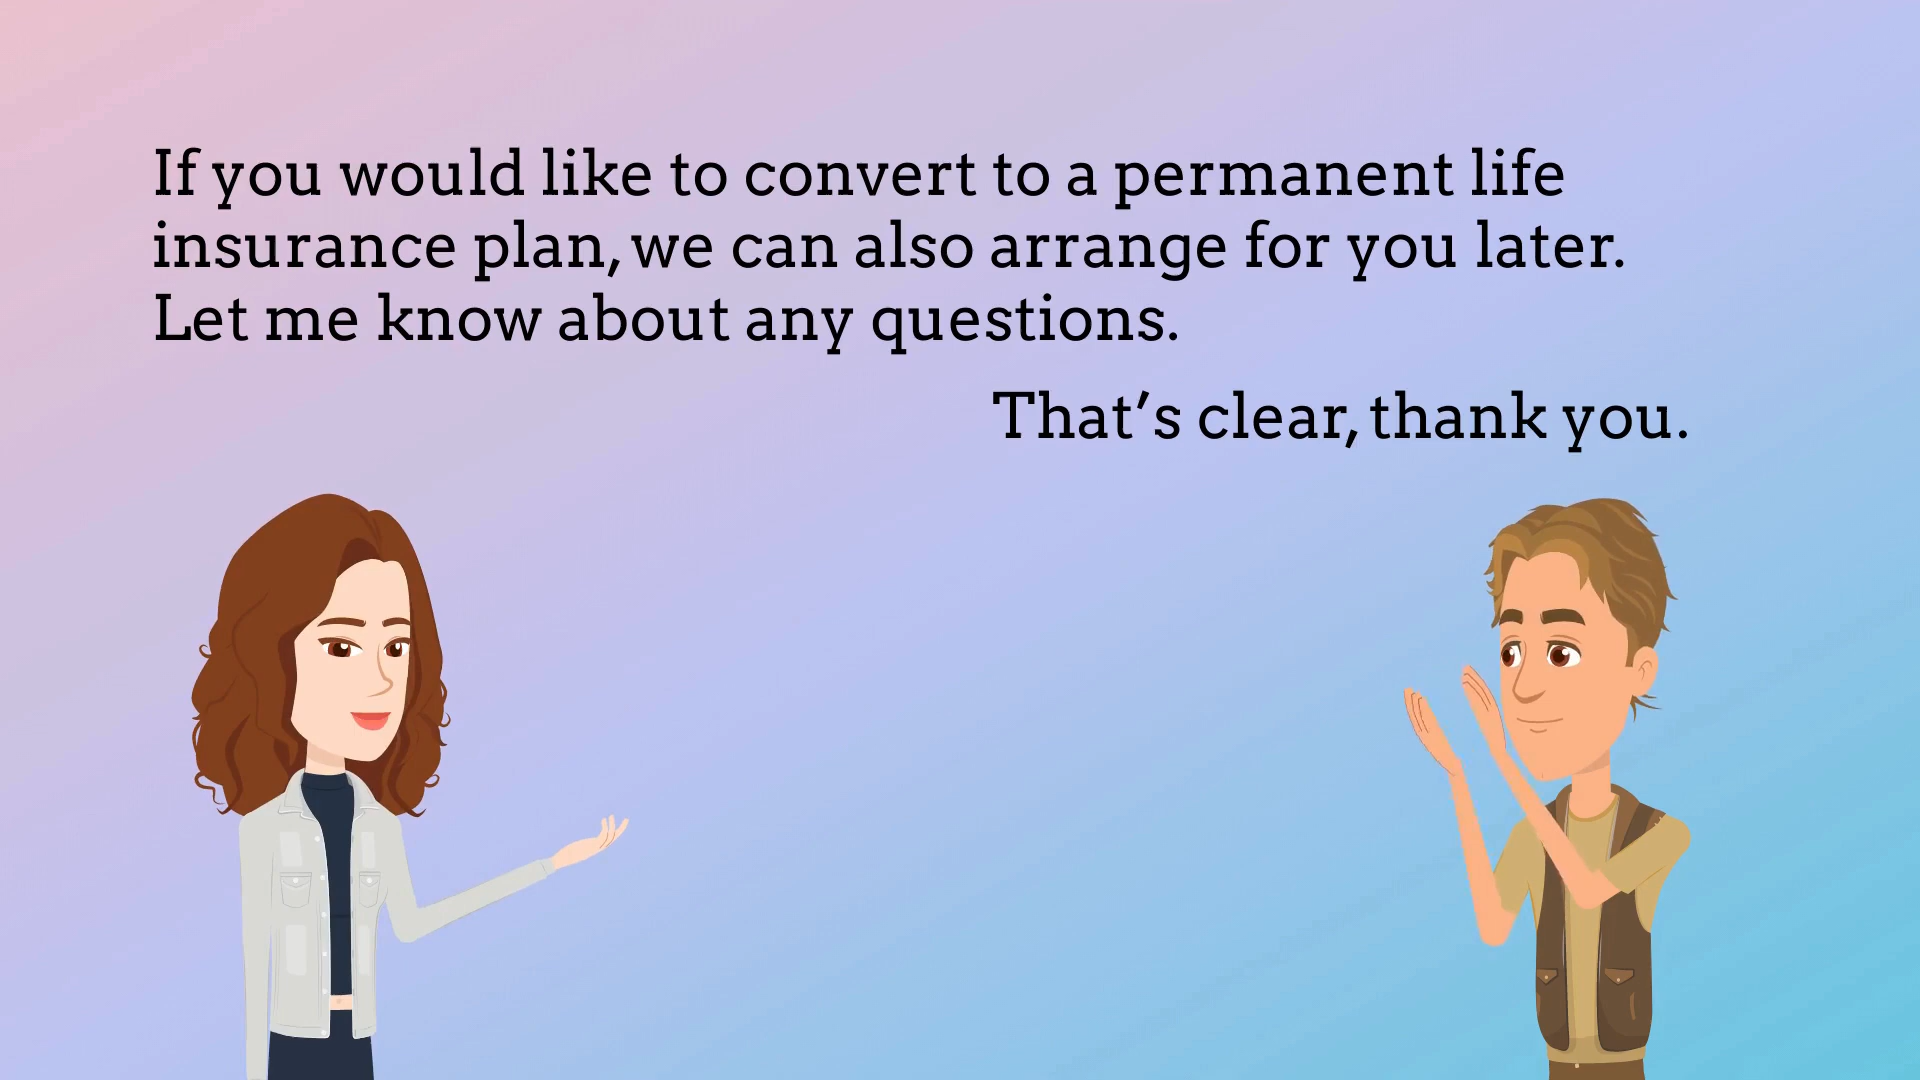 If you would like to convert to a permanent life
insurance plan, we can also arrange for you later.
Let me know about any questions.
That’s clear, thank you.